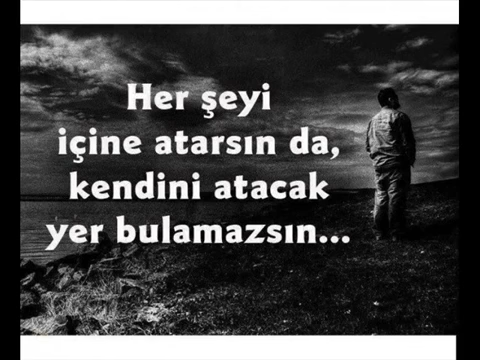 Her şeyi
içine atarsın da,
kendini atacak
yer bulamazsın...